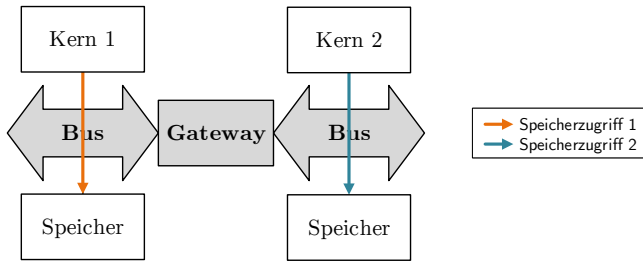 Kern 1
Kern 2
Bus
Gateway
Bus
Speicherzugriff 1
Speicherzugriff 2
Speicher
Speicher